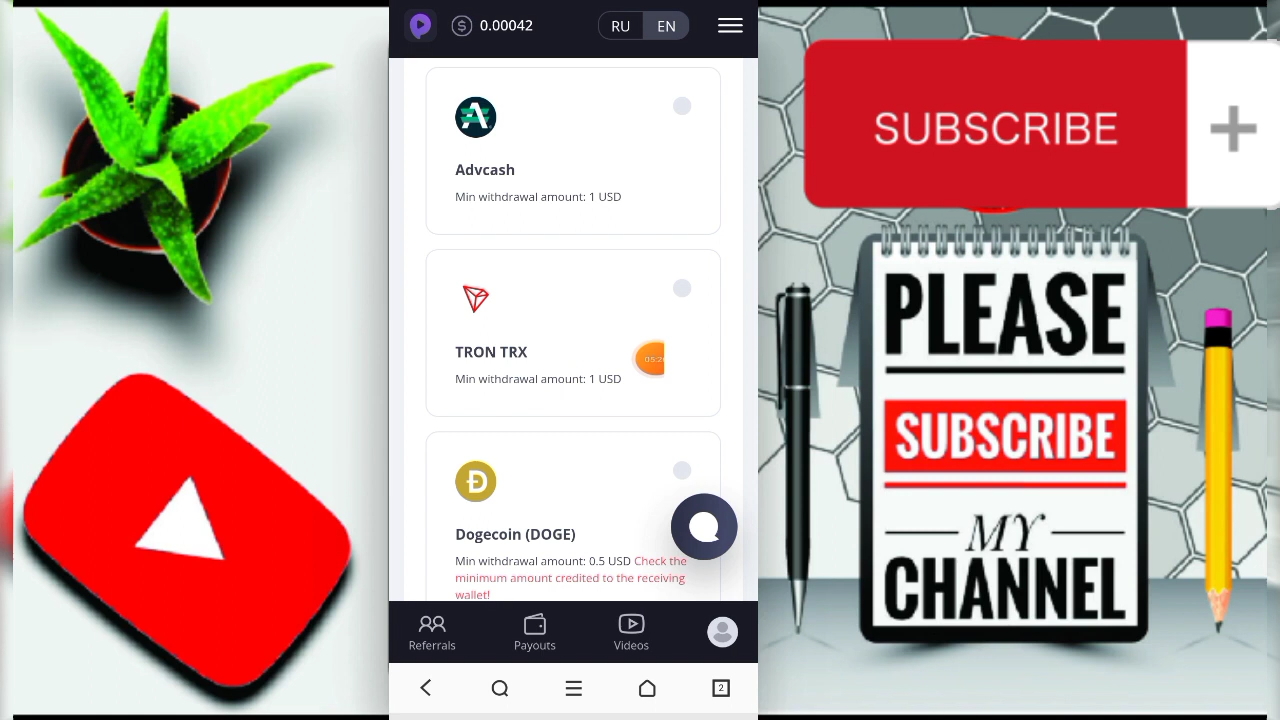 0.00042
RU
EN
Advcash
Min withdrawal amount: 1 USD
TRON TRX
Min withdrawal amount: 1 USD
Dogecoin (DOGE)
Min withdrawal amount: 0.5 USD Check the
minimum amount credited to the receiving
wallet!
Referrals
Payouts
Videos
2
SUBSCRIBE
PLEASE
SUBSCRIBE
MY
CHANNEL